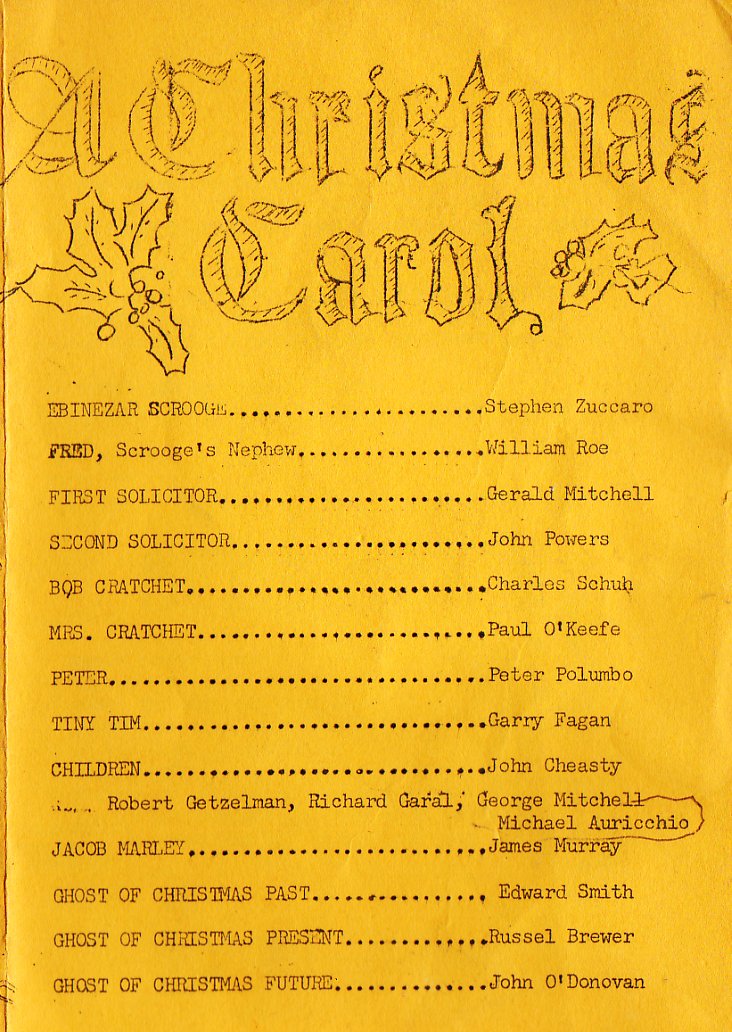 A Christmas
Carol
EBINEZAR SCROOGE.......................Stephen Zuccaro
FRED, Scrooge's Nephew.................William Roe
FIRST SOLICITOR........................Gerald Mitchell
SECOND SOLICITOR.......................John Powers
BOB CRATCHET...........................Charles Schuh
MRS. CRATCHET..........................Paul O'Keefe
PETER..................................Peter Polumbo
TINY TIM...............................Garry Fagan
CHILDREN...............................John Cheasty
Robert Getzelman, Richard Garal, George Mitchell
Michael Auricchio
JACOB MARLEY...........................James Murray
GHOST OF CHRISTMAS PAST................ Edward Smith
GHOST OF CHRISTMAS PRESENT.............Russel Brewer
GHOST OF CHRISTMAS FUTURE..............John O'Donovan